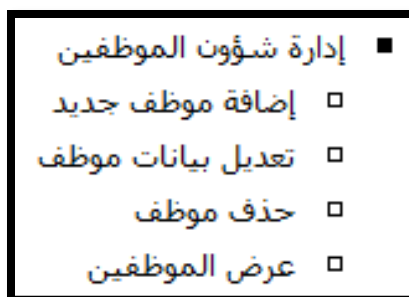 ■ إدارة شؤون الموظفين
□ إضافة موظف جديد
□ تعديل بيانات موظف
□ حذف موظف
□ عرض الموظفين